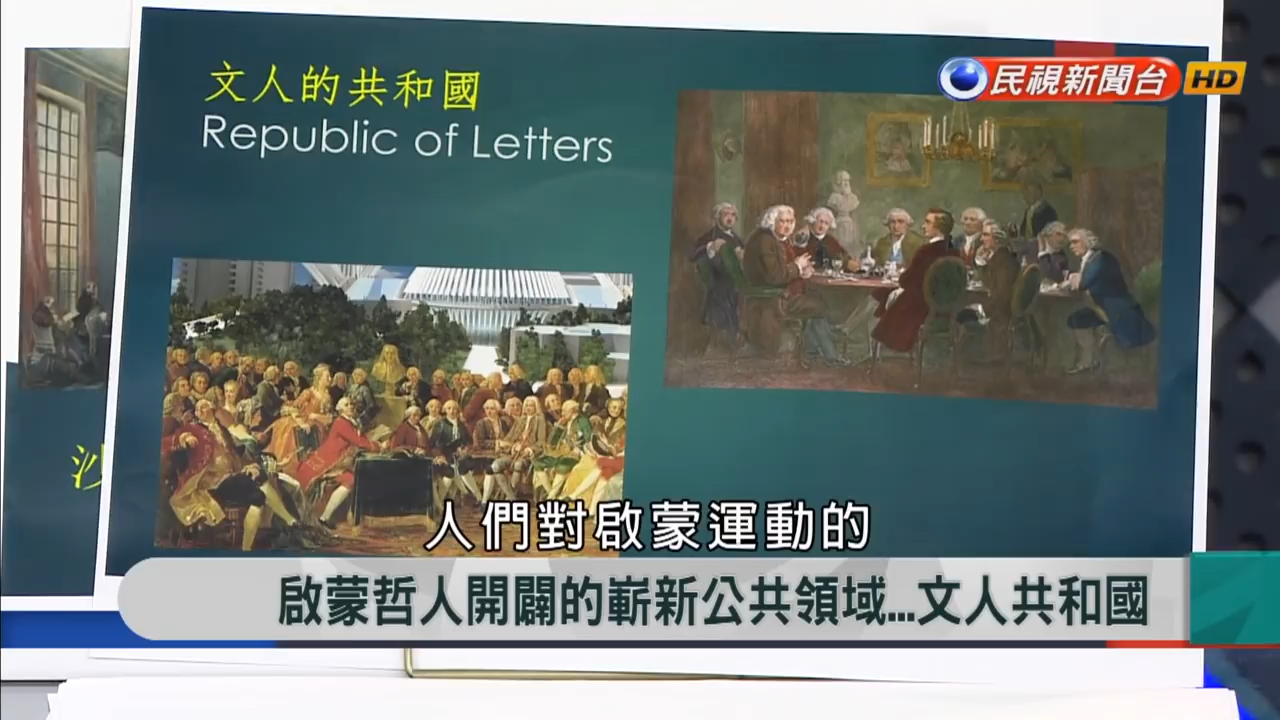 文人的共和國
Republic of Letters
民視新聞台 HD
沙
人們對啟蒙運動的
啟蒙哲人開闢的嶄新公共領域...文人共和國